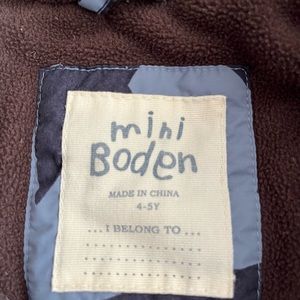 mini
Boden
MADE IN CHINA
4-5Y
...I BELONG TO...